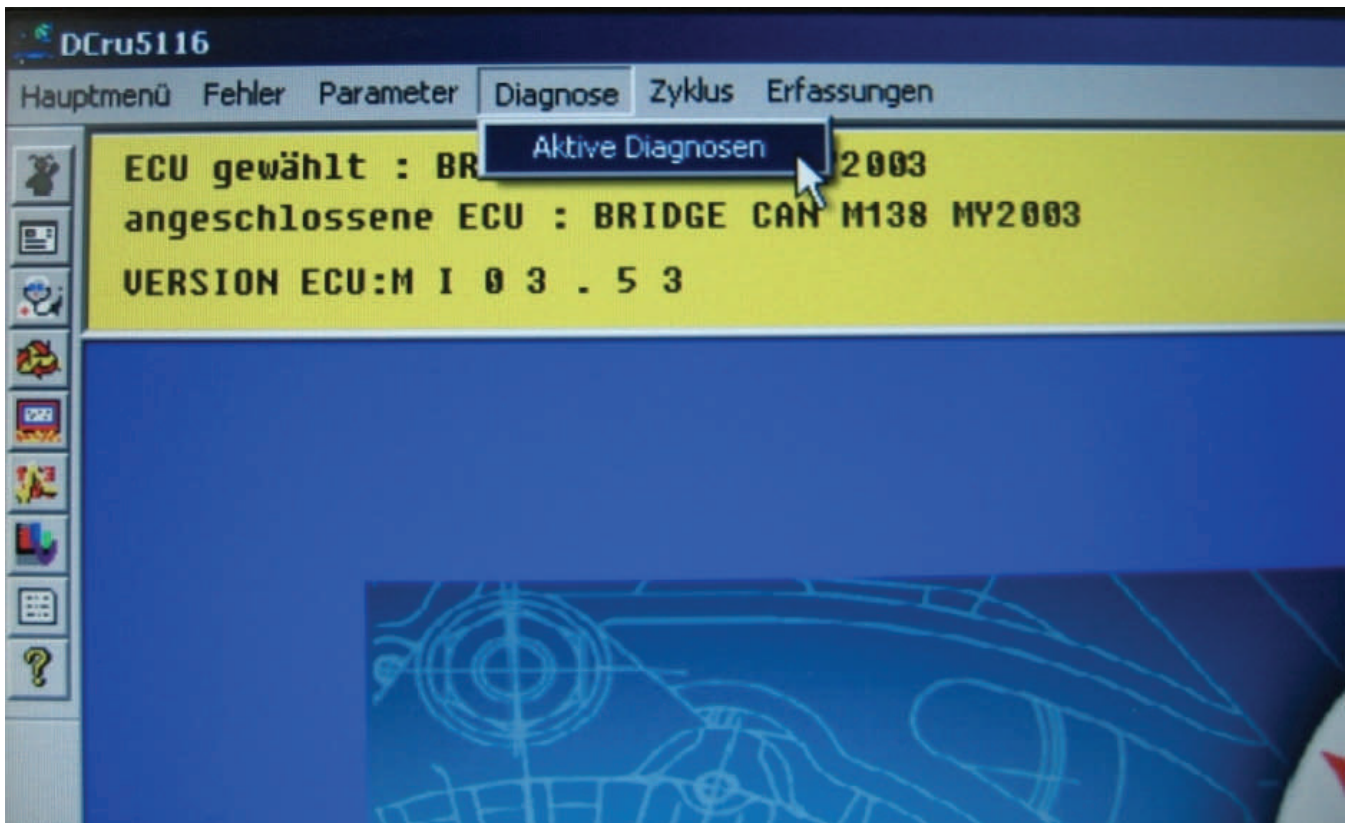 DCru5116
Hauptmenü Fehler Parameter Diagnose Zyklus Erfassungen
Aktive Diagnosen
ECU gewählt : BR 2003
angeschlossene ECU : BRIDGE CAN M138 MY2003
VERSION ECU:M I 0 3 . 5 3
?